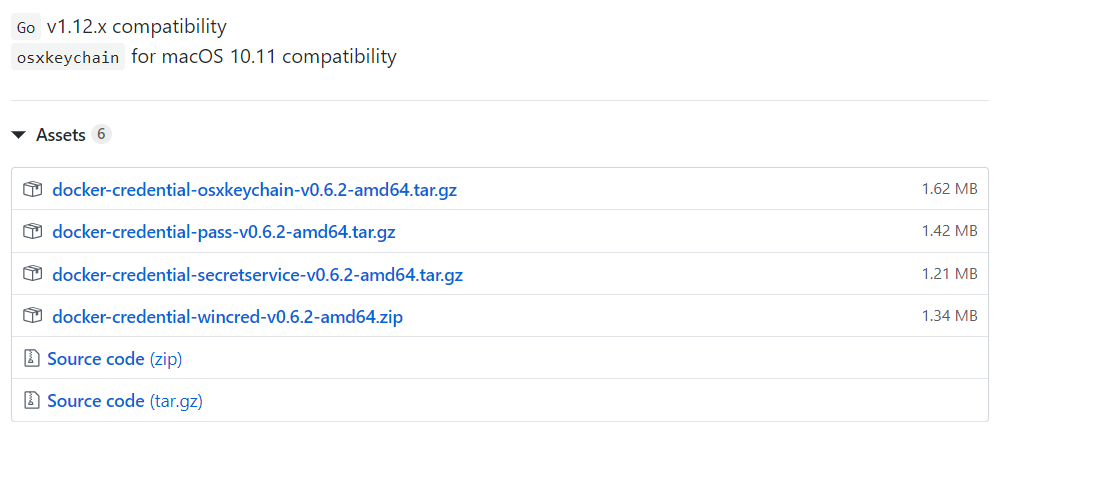 Go v1.12.x compatibility
osxkeychain for macOS 10.11 compatibility
Assets 6
docker-credential-osxkeychain-v0.6.2-amd64.tar.gz 1.62 MB
docker-credential-pass-v0.6.2-amd64.tar.gz 1.42 MB
docker-credential-secretservice-v0.6.2-amd64.tar.gz 1.21 MB
docker-credential-wincred-v0.6.2-amd64.zip 1.34 MB
Source code (zip)
Source code (tar.gz)